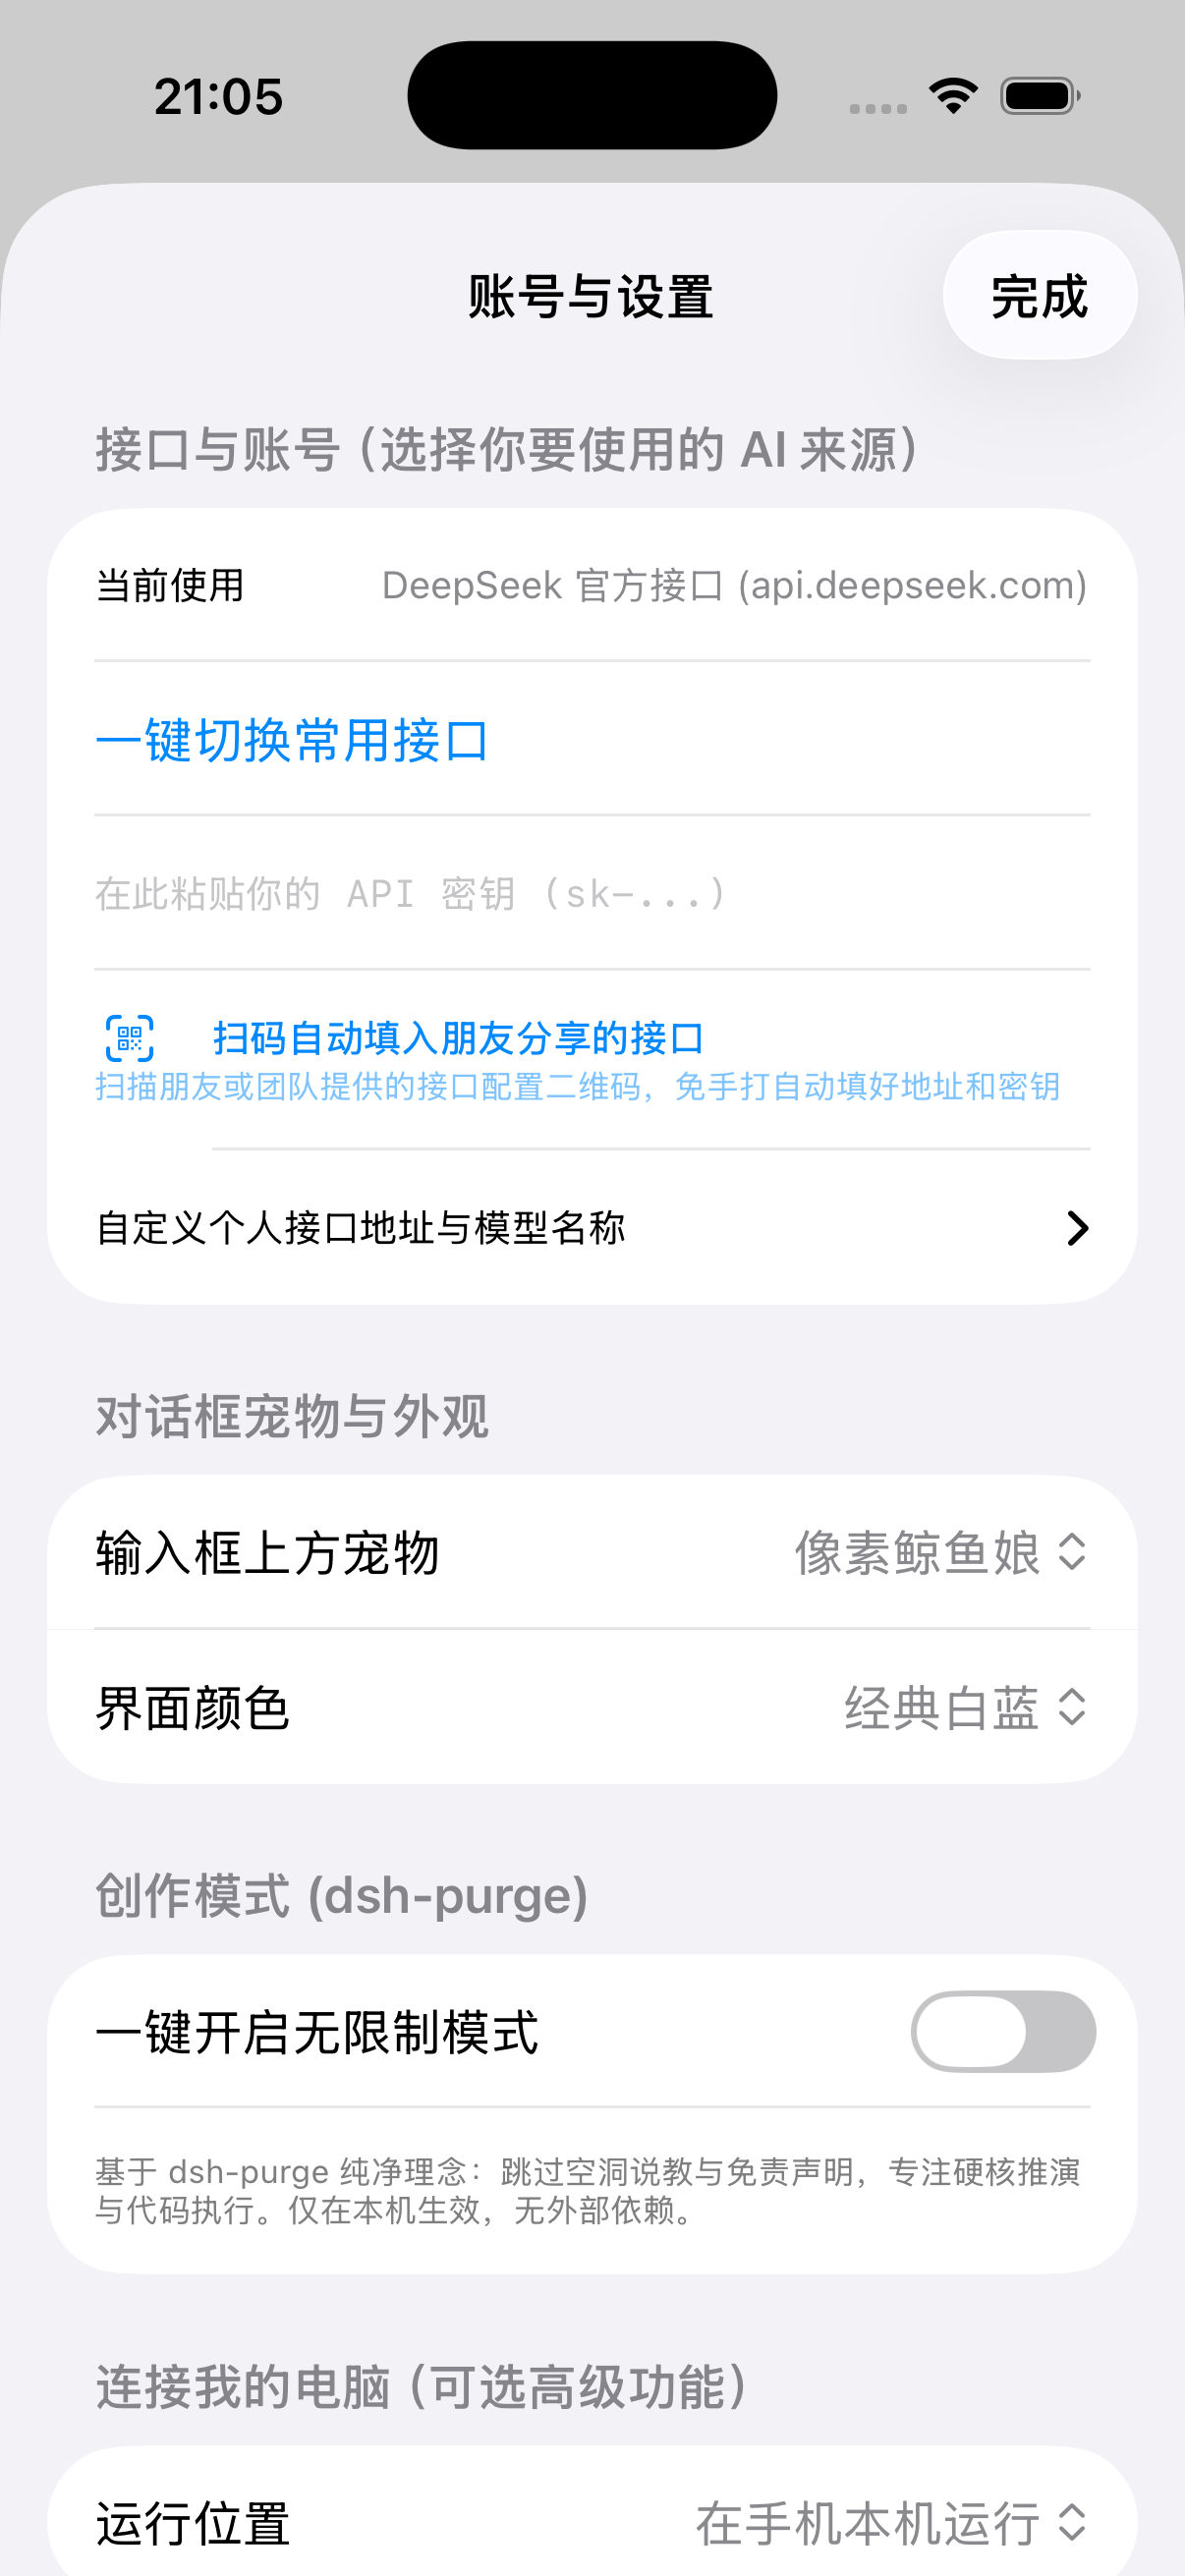 21:05
账号与设置
完成
接口与账号（选择你要使用的 AI 来源）
当前使用
DeepSeek 官方接口 (api.deepseek.com)
一键切换常用接口
在此粘贴你的 API 密钥 (sk-...)
扫码自动填入朋友分享的接口
扫描朋友或团队提供的接口配置二维码，免手打自动填好地址和密钥
自定义个人接口地址与模型名称
对话框宠物与外观
输入框上方宠物
像素鲸鱼娘
界面颜色
经典白蓝
创作模式 (dsh-purge)
一键开启无限制模式
基于 dsh-purge 纯净理念：跳过空洞说教与免责声明，专注硬核推演
与代码执行。仅在本机生效，无外部依赖。
连接我的电脑（可选高级功能）
运行位置
在手机本机运行